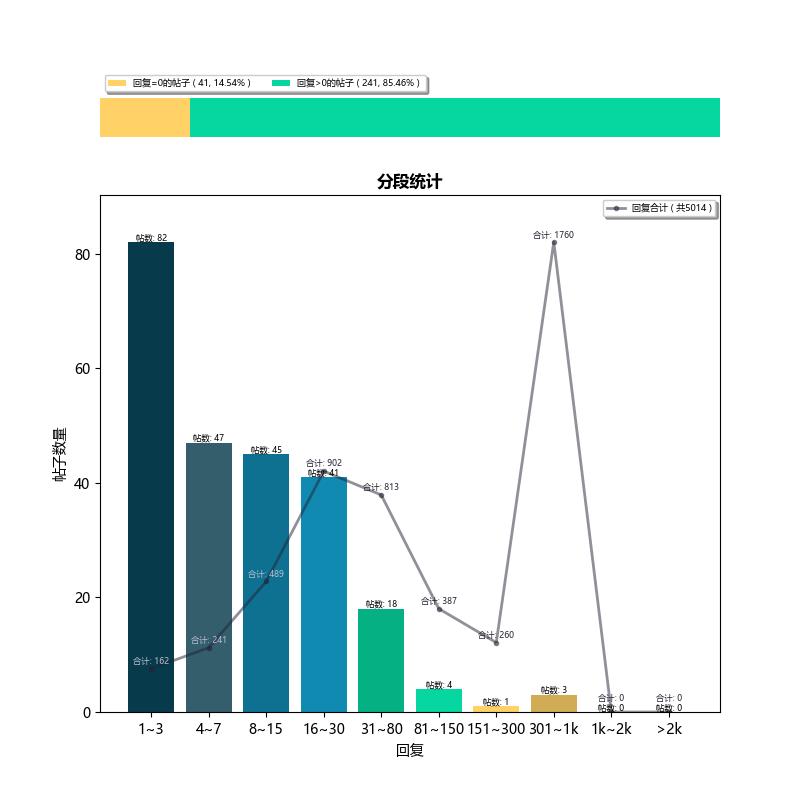 回复=0的帖子 ( 41, 14.54% ) 回复>0的帖子 ( 241, 85.46% )
分段统计
回复合计 ( 共5014 )
帖子数量
80
60
40
20
0
帖数: 82
帖数: 47
帖数: 45
帖数: 41
帖数: 18
帖数: 4
帖数: 1
帖数: 3
帖数: 0
帖数: 0
合计: 162
合计: 241
合计: 489
合计: 902
合计: 813
合计: 387
合计: 260
合计: 1760
合计: 0
合计: 0
1~3 4~7 8~15 16~30 31~80 81~150 151~300 301~1k 1k~2k >2k
回复